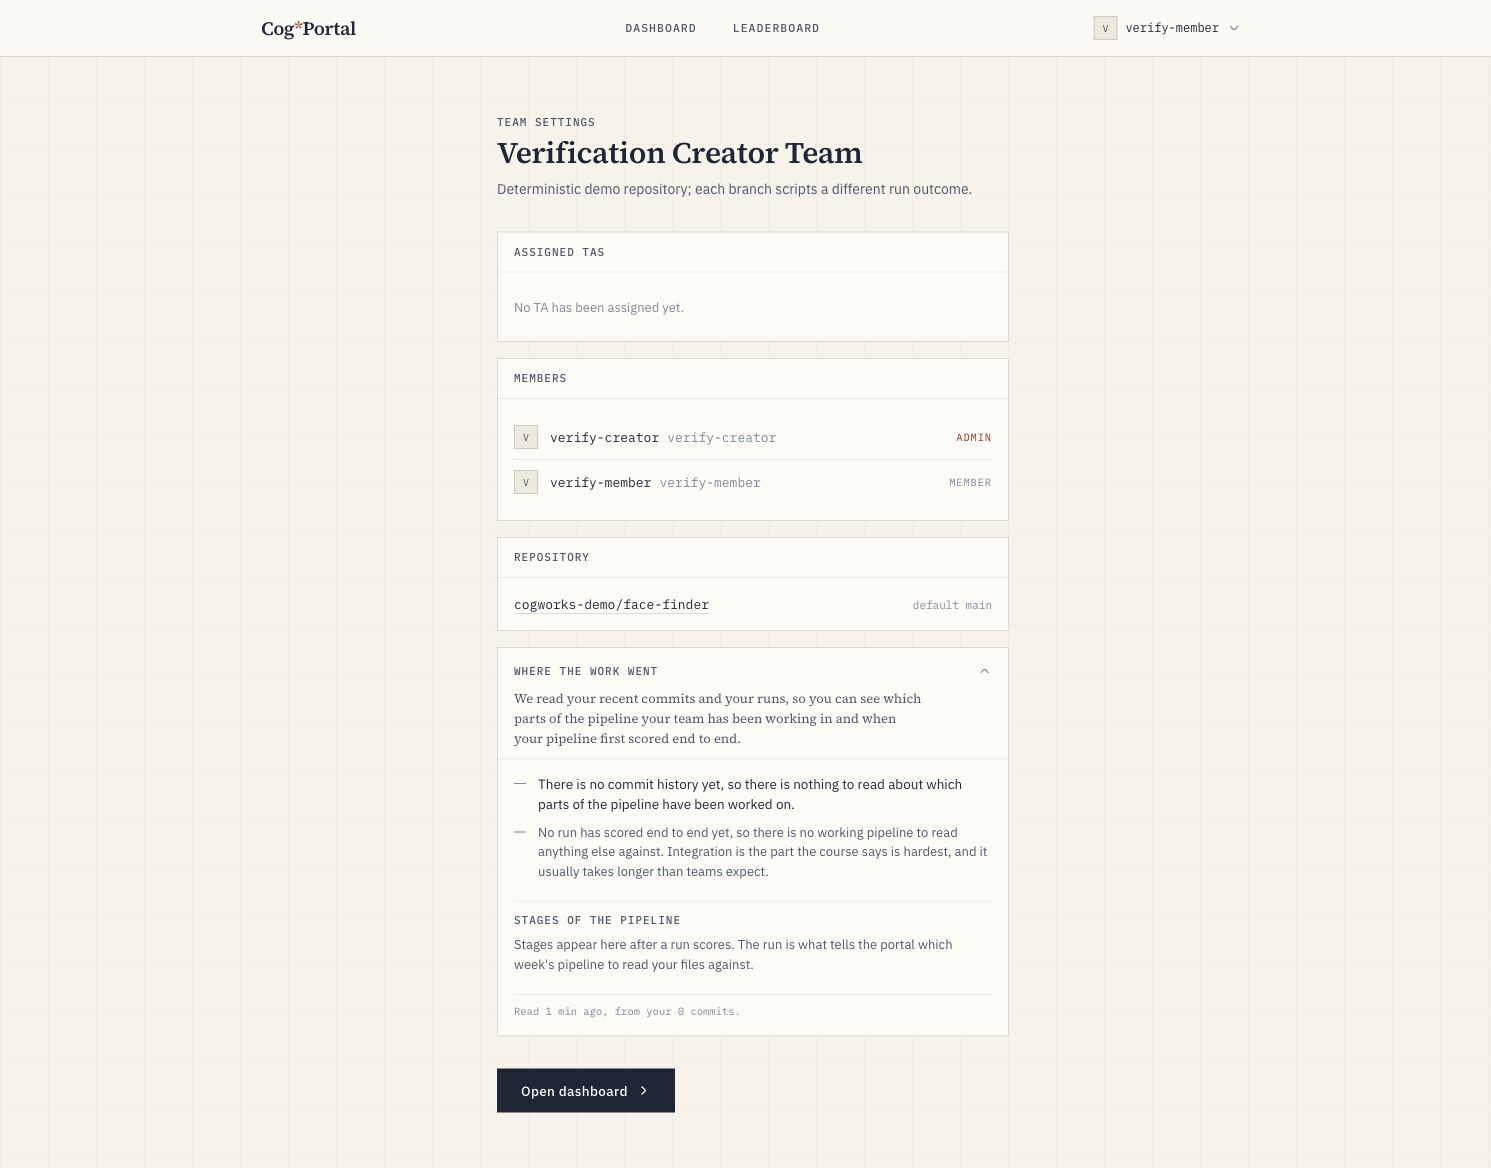 Cog*Portal
DASHBOARD
LEADERBOARD
V
verify-member
TEAM SETTINGS
Verification Creator Team
Deterministic demo repository; each branch scripts a different run outcome.
ASSIGNED TAS
No TA has been assigned yet.
MEMBERS
V
verify-creator verify-creator
ADMIN
V
verify-member verify-member
MEMBER
REPOSITORY
cogworks-demo/face-finder
default main
WHERE THE WORK WENT
We read your recent commits and your runs, so you can see which
parts of the pipeline your team has been working in and when
your pipeline first scored end to end.
— There is no commit history yet, so there is nothing to read about which
parts of the pipeline have been worked on.
— No run has scored end to end yet, so there is no working pipeline to read
anything else against. Integration is the part the course says is hardest, and it
usually takes longer than teams expect.
STAGES OF THE PIPELINE
Stages appear here after a run scores. The run is what tells the portal which
week's pipeline to read your files against.
Read 1 min ago, from your 0 commits.
Open dashboard